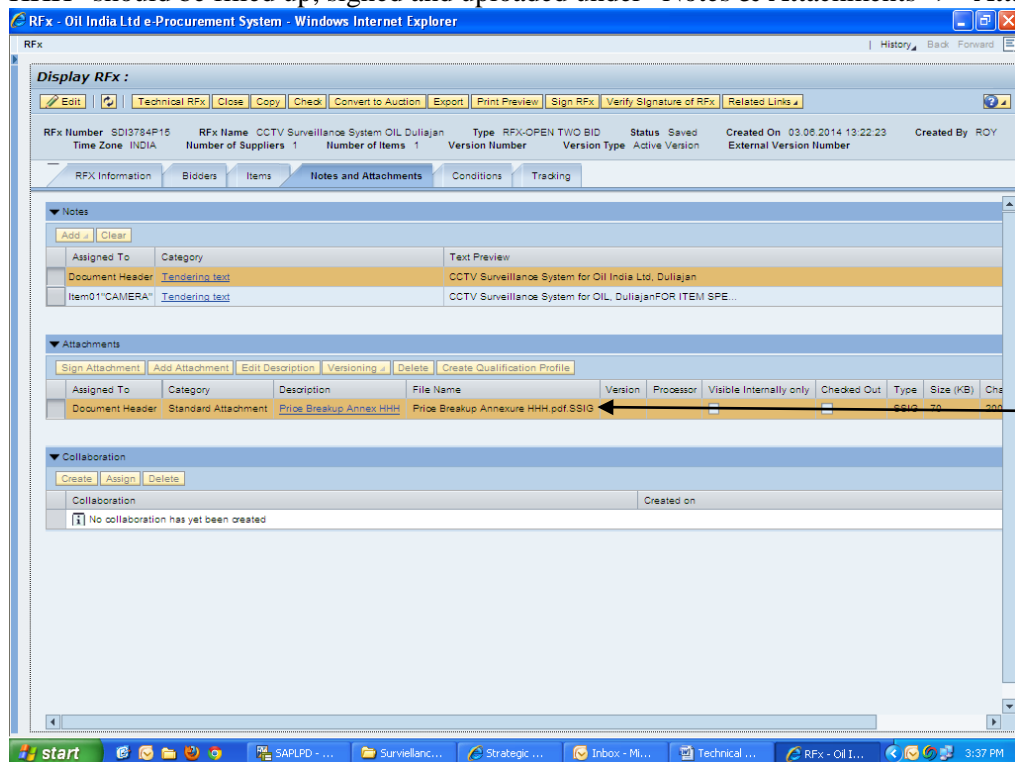 RFx - Oil India Ltd e-Procurement System - Windows Internet Explorer
RFx | History Back Forward
Display RFx :
Edit | Technical RFx Close Copy Check Convert to Auction Export Print Preview Sign RFx Verify Signature of RFx Related Links
RFx Number SDI3784P15 RFx Name CCTV Surveillance System OIL Duliajan Type RFX-OPEN TWO BID Status Saved Created On 03.06.2014 13:22:23 Created By ROY
Time Zone INDIA Number of Suppliers 1 Number of Items 1 Version Number Version Type Active Version External Version Number
RFX Information Bidders Items Notes and Attachments Conditions Tracking
Notes
Add Clear
Assigned To Category Text Preview
Document Header Tendering text CCTV Surveillance System for Oil India Ltd, Duliajan
Item01"CAMERA" Tendering text CCTV Surveillance System for OIL, DuliajanFOR ITEM SPE...
Attachments
Sign Attachment Add Attachment Edit Description Versioning Delete Create Qualification Profile
Assigned To Category Description File Name Version Processor Visible Internally only Checked Out Type Size (KB) Cha
Document Header Standard Attachment Price Breakup Annex HHH Price Breakup Annexure HHH.pdf.SSIG SSIG 70
Collaboration
Create Assign Delete
Collaboration Created on
No collaboration has yet been created
start SAPLPD - ... Surviellanc... Strategic ... Inbox - Mi... Technical ... RFx - Oil I... 3:37 PM